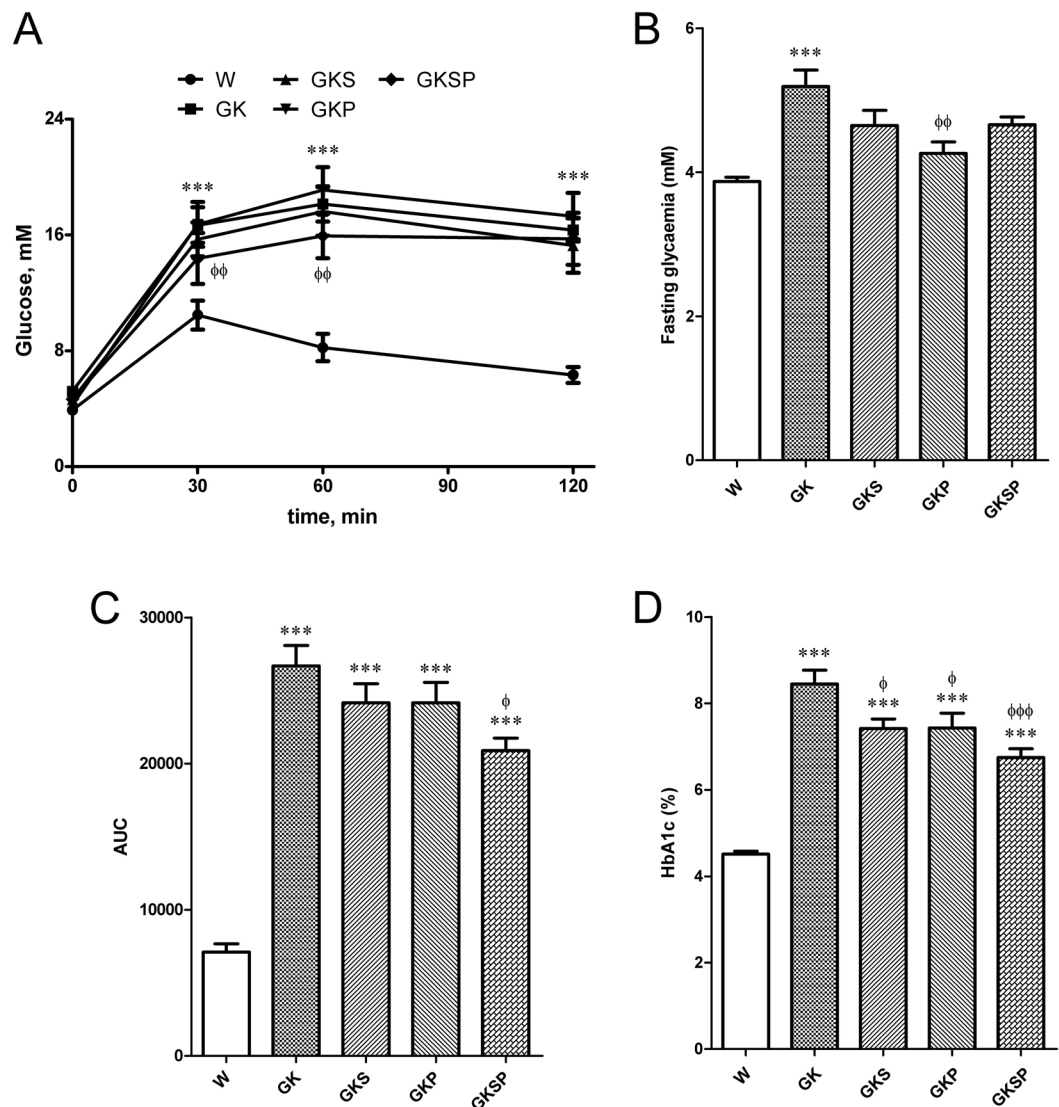 A
W GKS GKSP
GK GKP
24
16
8
0
Glucose, mM
***
***
***
ϕϕ
ϕϕ
0 30 60 90 120
time, min
B
6
4
2
0
Fasting glycaemia (mM)
***
ϕϕ
W GK GKS GKP GKSP
C
30000
20000
10000
0
AUC
***
***
***
ϕ
***
W GK GKS GKP GKSP
D
10
8
6
4
2
0
HbA1c (%)
***
ϕ
***
ϕ
***
ϕϕϕ
***
W GK GKS GKP GKSP